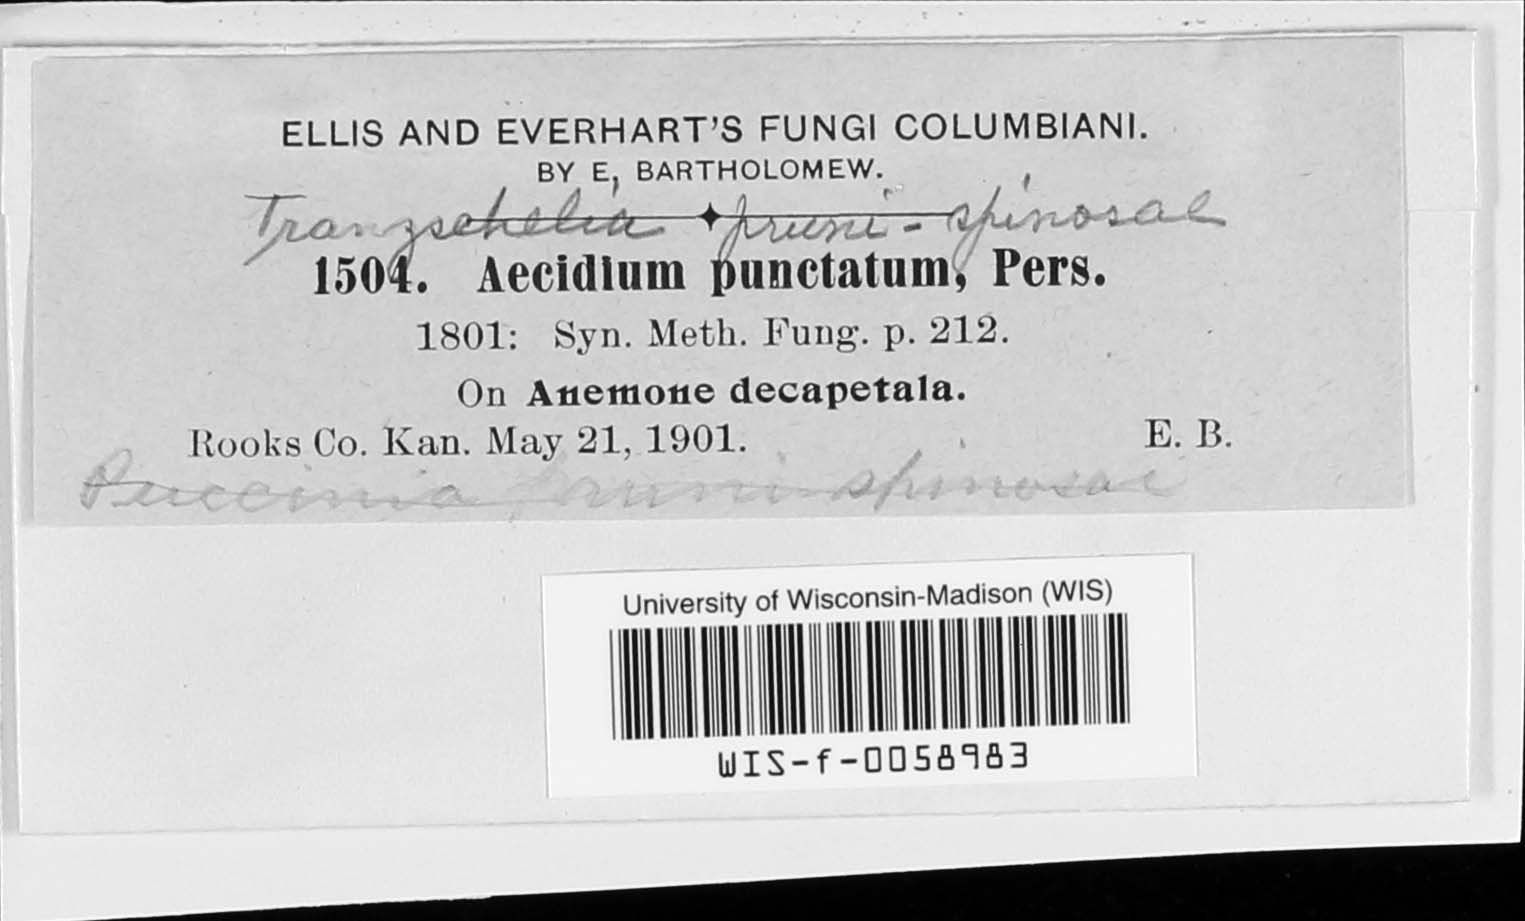 ELLIS AND EVERHART'S FUNGI COLUMBIANI.
BY E, BARTHOLOMEW.
Tranzschelia pruni-spinosae
1504. Aecidium punctatum, Pers.
1801: Syn. Meth. Fung. p. 212.
On Anemone decapetala.
Rooks Co. Kan. May 21, 1901. E. B.
Puccinia pruni-spinosae
University of Wisconsin-Madison (WIS)
WIS-f-0058983